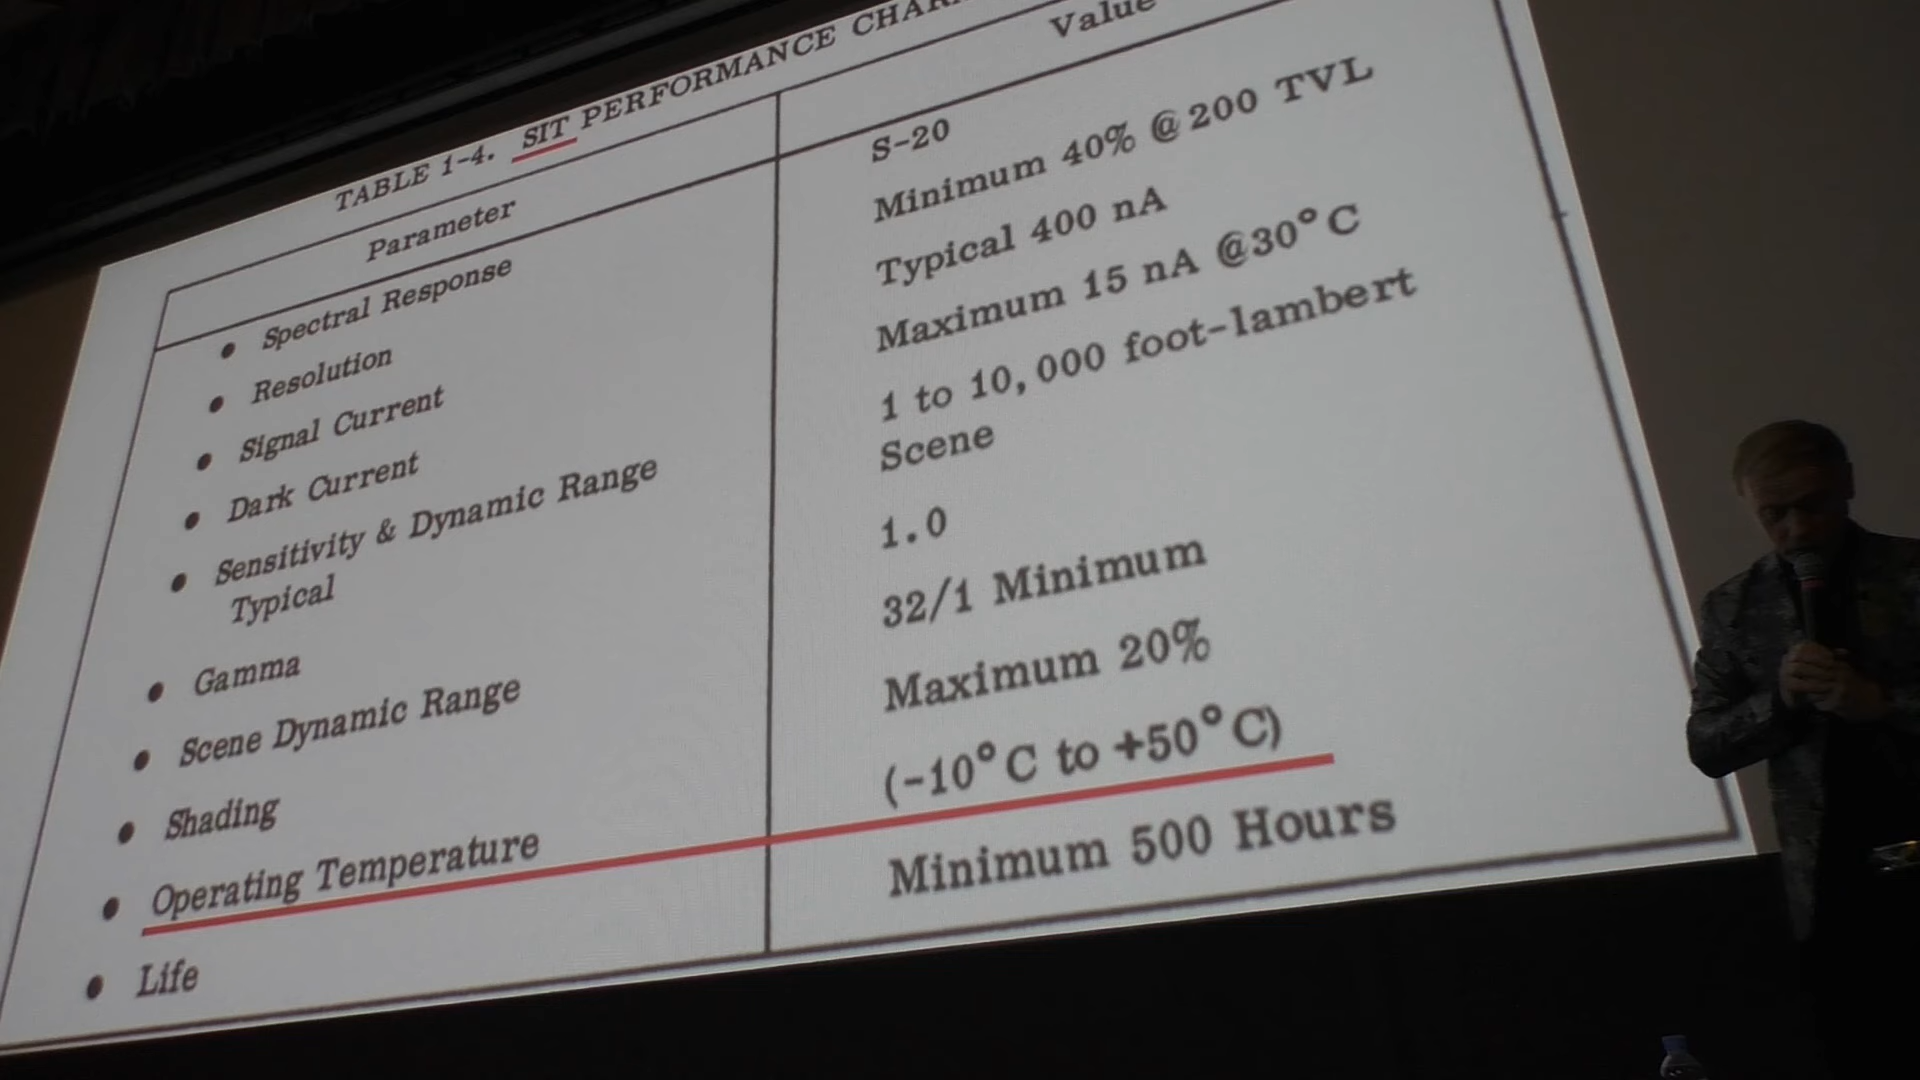 TABLE 1-4. SIT PERFORMANCE
Parameter
Value
Spectral Response
S-20
Resolution
Minimum 40% @ 200 TVL
Signal Current
Typical 400 nA
Dark Current
Maximum 15 nA @30°C
Sensitivity & Dynamic Range
Typical
1 to 10,000 foot-lambert
Scene
Gamma
1.0
Scene Dynamic Range
32/1 Minimum
Shading
Maximum 20%
Operating Temperature
(-10°C to +50°C)
Life
Minimum 500 Hours